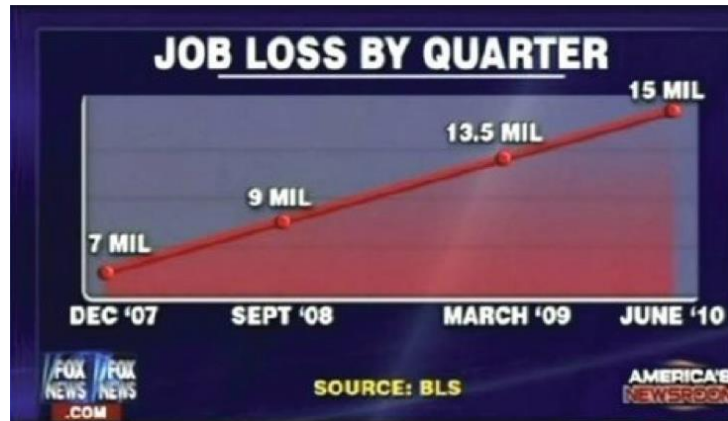 JOB LOSS BY QUARTER
15 MIL
13.5 MIL
9 MIL
7 MIL
DEC '07 SEPT '08 MARCH '09 JUNE '10
FOX NEWS FOX NEWS
.COM
SOURCE: BLS
AMERICA'S
NEWSROOM